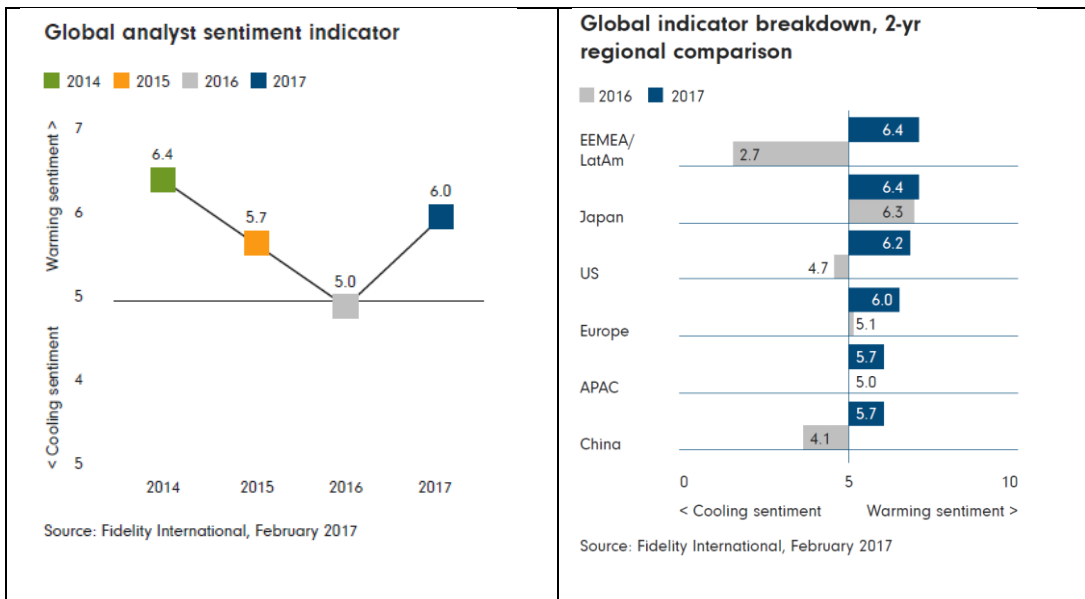 Global analyst sentiment indicator
2014 2015 2016 2017
Warming sentiment >
< Cooling sentiment
7
6
5
4
5
6.4
5.7
5.0
6.0
2014 2015 2016 2017
Source: Fidelity International, February 2017
Global indicator breakdown, 2-yr
regional comparison
2016 2017
EEMEA/
LatAm
6.4
2.7
Japan
6.4
6.3
US
6.2
4.7
Europe
6.0
5.1
APAC
5.7
5.0
China
5.7
4.1
0 5 10
< Cooling sentiment Warming sentiment >
Source: Fidelity International, February 2017